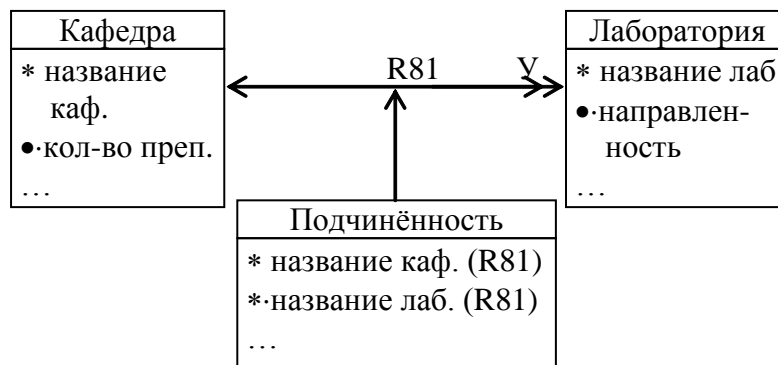 Кафедра
* название
каф.
●·кол-во преп.
…
R81 У
Лаборатория
* название лаб
●·направлен-
ность
…
Подчинённость
* название каф. (R81)
*·название лаб. (R81)
…